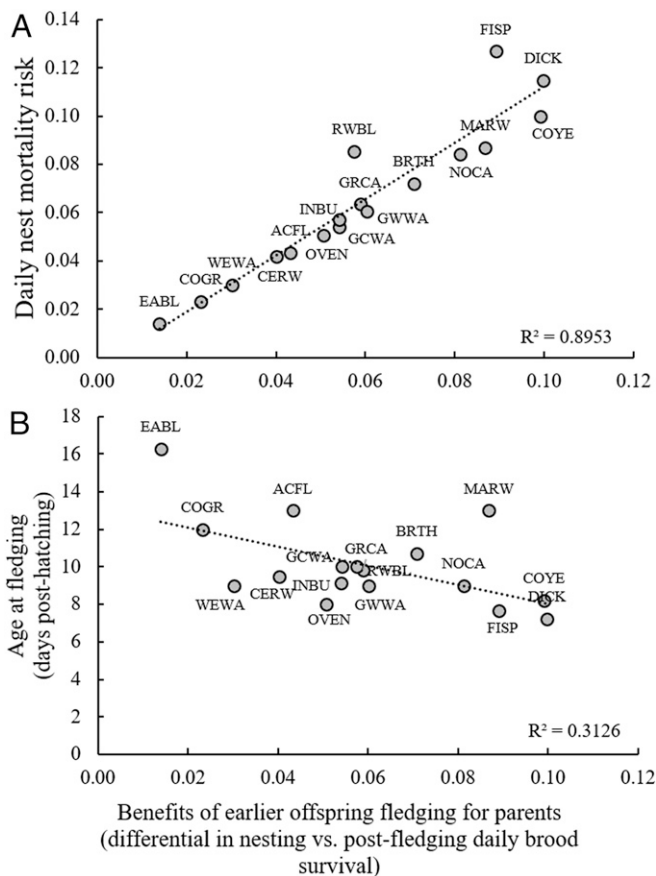 A
Daily nest mortality risk
0.14
0.12
0.10
0.08
0.06
0.04
0.02
0.00
FISP
DICK
RWBL
MARW
COYE
BRTH
NOCA
GRCA
INBU
GWWA
ACFL
GCWA
OVEN
WEWA
CERW
COGR
EABL
R² = 0.8953
0.00 0.02 0.04 0.06 0.08 0.10 0.12
B
Age at fledging
(days post-hatching)
18
16
14
12
10
8
6
4
2
0
EABL
ACFL
MARW
COGR
BRTH
GCWA GRCA
NOCA
RWBL
COYE
INBU
CERW
DICK
WEWA
GWWA
OVEN
FISP
R² = 0.3126
0.00 0.02 0.04 0.06 0.08 0.10 0.12
Benefits of earlier offspring fledging for parents
(differential in nesting vs. post-fledging daily brood
survival)